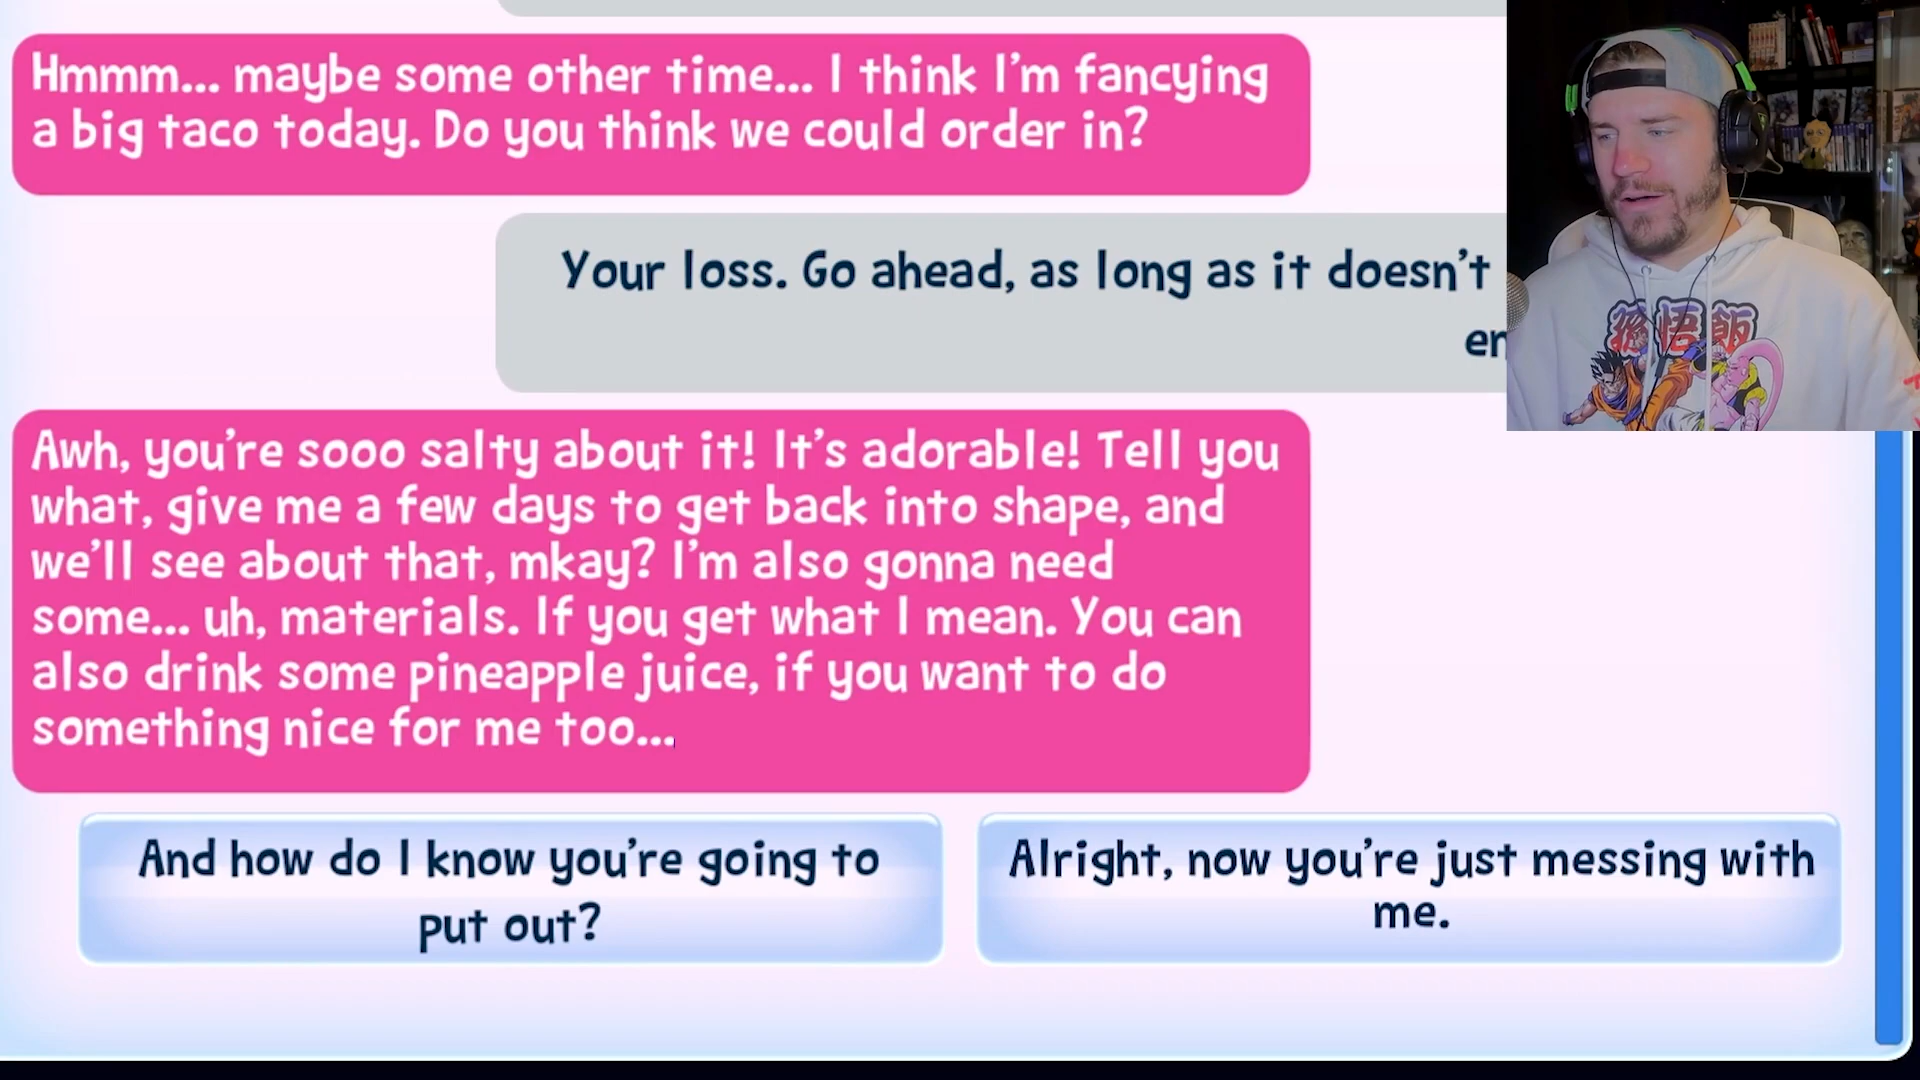 Hmmm... maybe some other time... I think I'm fancying
a big taco today. Do you think we could order in?
Your loss. Go ahead, as long as it doesn't
Awh, you're sooo salty about it! It's adorable! Tell you
what, give me a few days to get back into shape, and
we'll see about that, mkay? I'm also gonna need
some... uh, materials. If you get what I mean. You can
also drink some pineapple juice, if you want to do
something nice for me too...
And how do I know you're going to
put out?
Alright, now you're just messing with
me.
孫悟飯